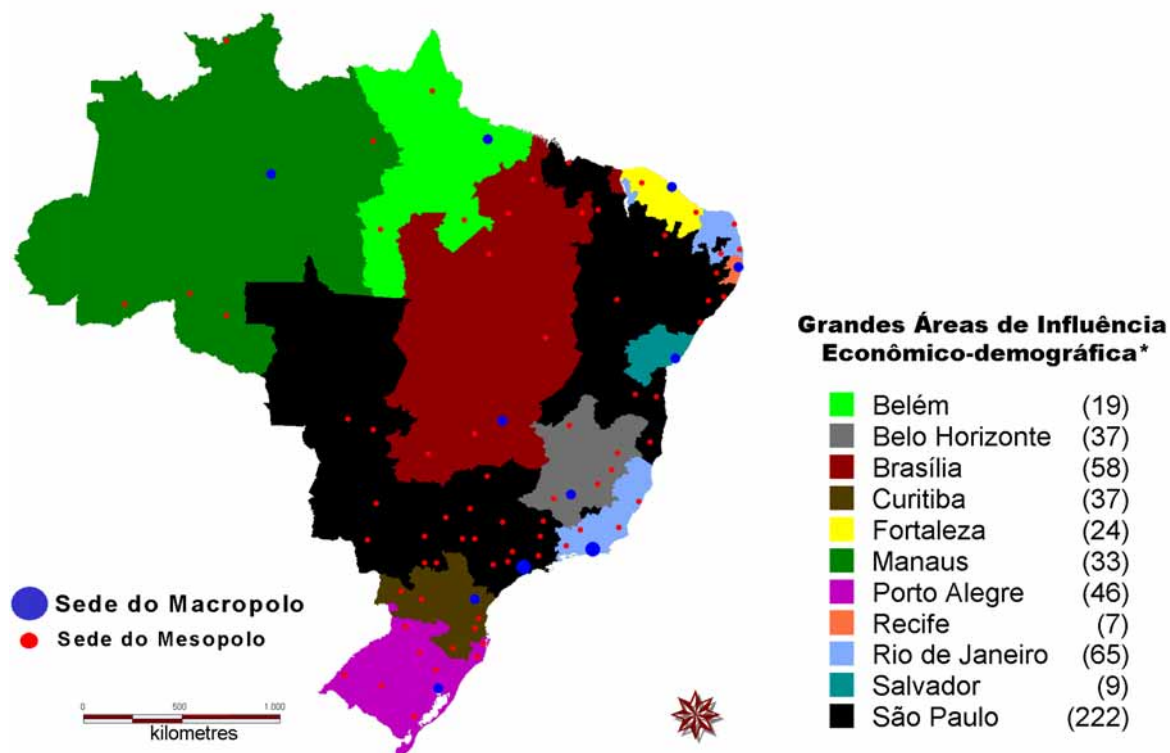 Grandes Áreas de Influência
Econômico-demográfica*
Belém (19)
Belo Horizonte (37)
Brasília (58)
Curitiba (37)
Fortaleza (24)
Manaus (33)
Porto Alegre (46)
Recife (7)
Rio de Janeiro (65)
Salvador (9)
São Paulo (222)
Sede do Macropolo
Sede do Mesopolo
0 500 1.000
kilometres